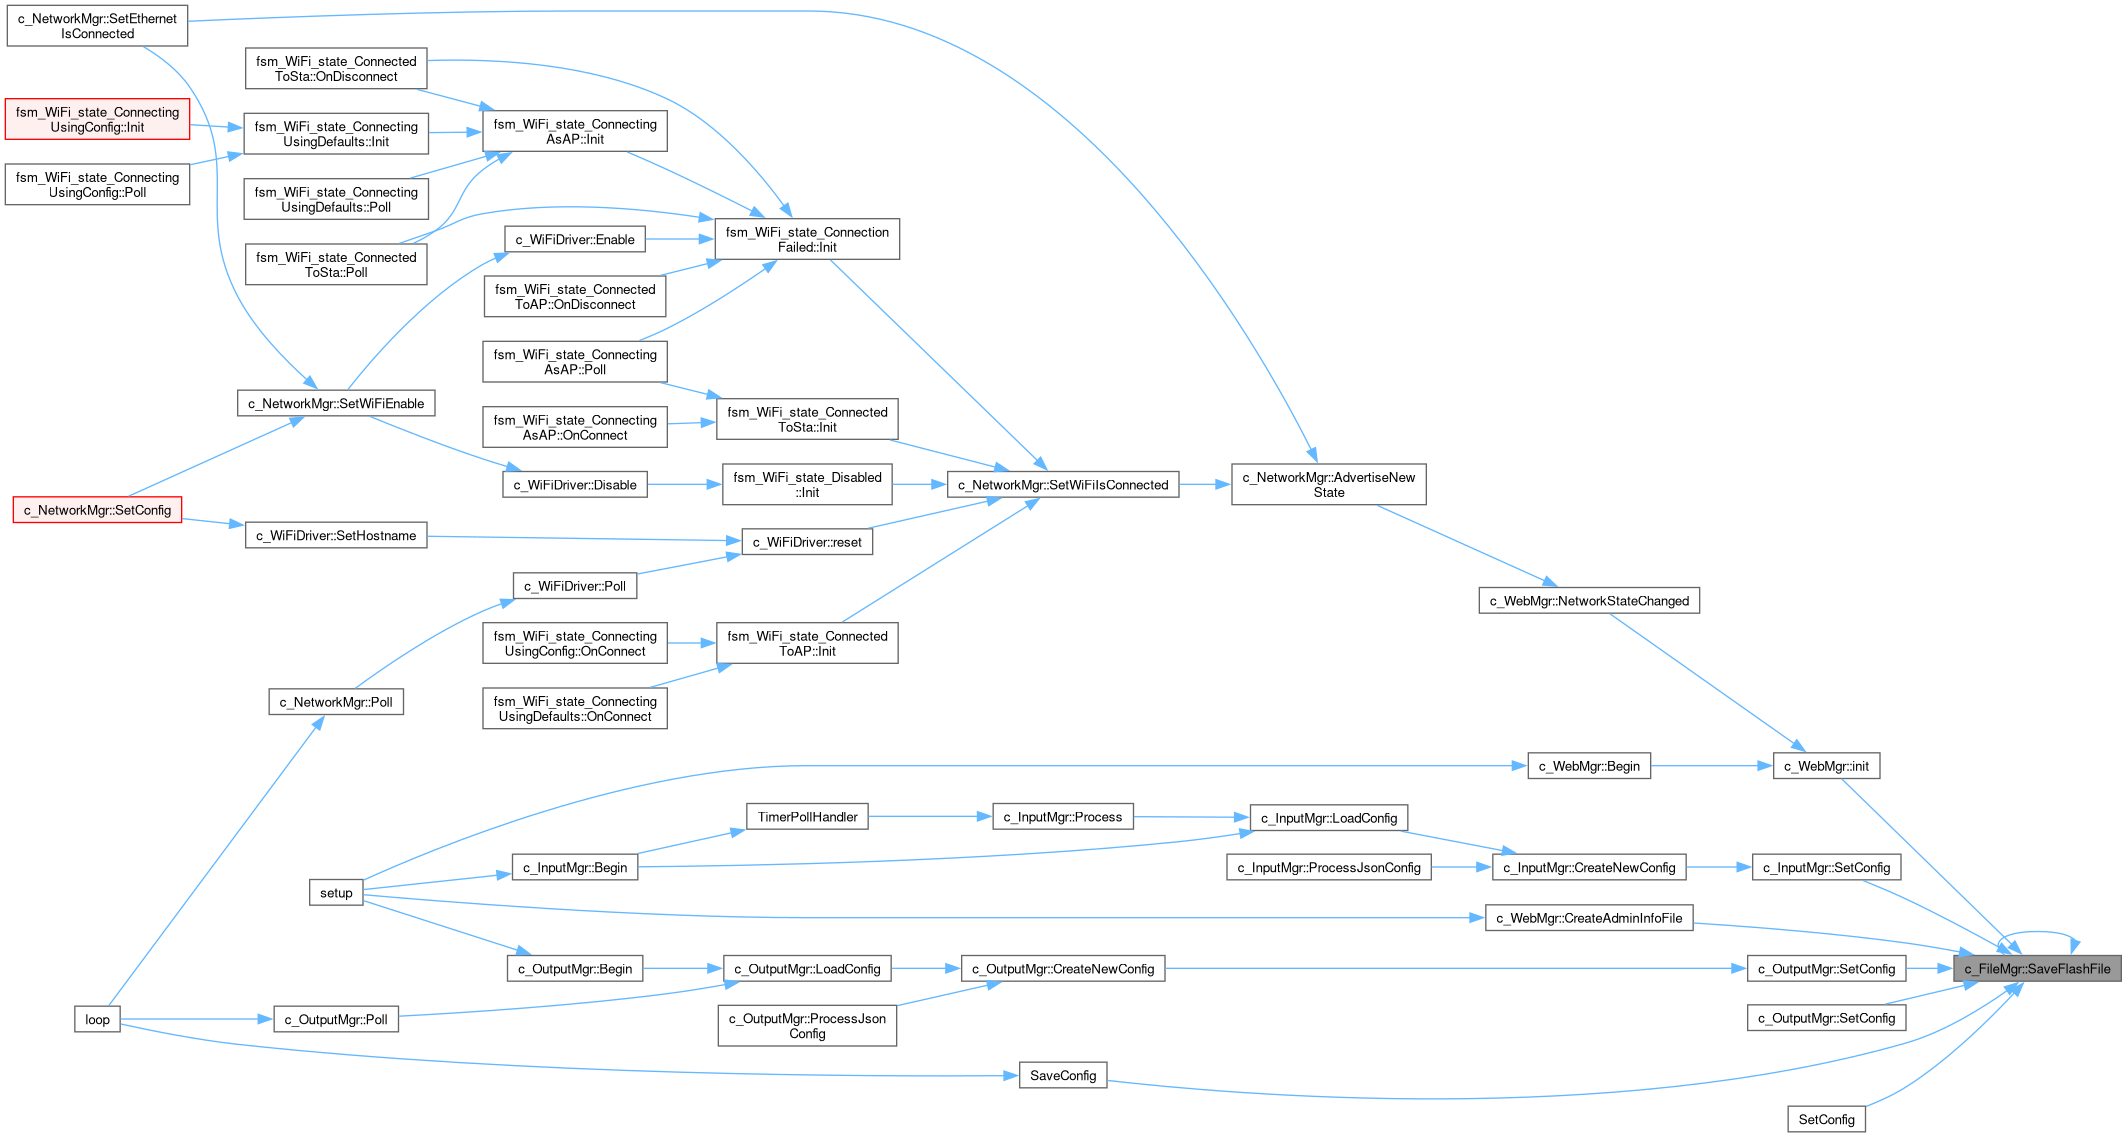 c_NetworkMgr::SetEthernet
IsConnected
fsm_WiFi_state_Connected
ToSta::OnDisconnect
fsm_WiFi_state_Connecting
UsingConfig::Init
fsm_WiFi_state_Connecting
UsingDefaults::Init
fsm_WiFi_state_Connecting
AsAP::Init
fsm_WiFi_state_Connecting
UsingConfig::Poll
fsm_WiFi_state_Connecting
UsingDefaults::Poll
fsm_WiFi_state_Connected
ToSta::Poll
c_WiFiDriver::Enable
fsm_WiFi_state_Connection
Failed::Init
fsm_WiFi_state_Connected
ToAP::OnDisconnect
fsm_WiFi_state_Connecting
AsAP::Poll
c_NetworkMgr::SetWiFiEnable
fsm_WiFi_state_Connecting
AsAP::OnConnect
fsm_WiFi_state_Connected
ToSta::Init
c_WiFiDriver::Disable
fsm_WiFi_state_Disabled
::Init
c_NetworkMgr::SetWiFiIsConnected
c_NetworkMgr::AdvertiseNew
State
c_NetworkMgr::SetConfig
c_WiFiDriver::SetHostname
c_WiFiDriver::reset
c_WiFiDriver::Poll
c_WebMgr::NetworkStateChanged
fsm_WiFi_state_Connecting
UsingConfig::OnConnect
fsm_WiFi_state_Connected
ToAP::Init
c_NetworkMgr::Poll
fsm_WiFi_state_Connecting
UsingDefaults::OnConnect
c_WebMgr::Begin
c_WebMgr::init
TimerPollHandler
c_InputMgr::Process
c_InputMgr::LoadConfig
c_InputMgr::Begin
c_InputMgr::ProcessJsonConfig
c_InputMgr::CreateNewConfig
c_InputMgr::SetConfig
setup
c_WebMgr::CreateAdminInfoFile
c_OutputMgr::Begin
c_OutputMgr::LoadConfig
c_OutputMgr::CreateNewConfig
c_OutputMgr::SetConfig
c_FileMgr::SaveFlashFile
loop
c_OutputMgr::Poll
c_OutputMgr::ProcessJson
Config
c_OutputMgr::SetConfig
SaveConfig
SetConfig